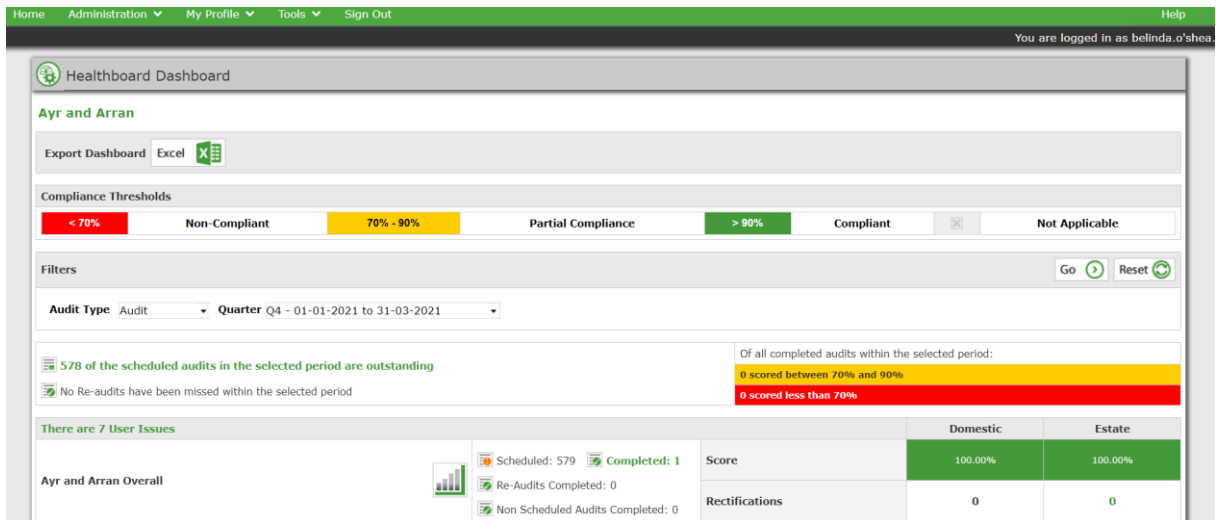 Home Administration My Profile Tools Sign Out Help
You are logged in as belinda.o'shea.
Healthboard Dashboard
Ayr and Arran
Export Dashboard Excel
Compliance Thresholds
< 70% Non-Compliant 70% - 90% Partial Compliance > 90% Compliant Not Applicable
Filters Go Reset
Audit Type Audit Quarter Q4 - 01-01-2021 to 31-03-2021
Of all completed audits within the selected period:
578 of the scheduled audits in the selected period are outstanding
0 scored between 70% and 90%
No Re-audits have been missed within the selected period
0 scored less than 70%
There are 7 User Issues Domestic Estate
Scheduled: 579 Completed: 1 Score 100.00% 100.00%
Ayr and Arran Overall
Re-Audits Completed: 0
Rectifications 0 0
Non Scheduled Audits Completed: 0